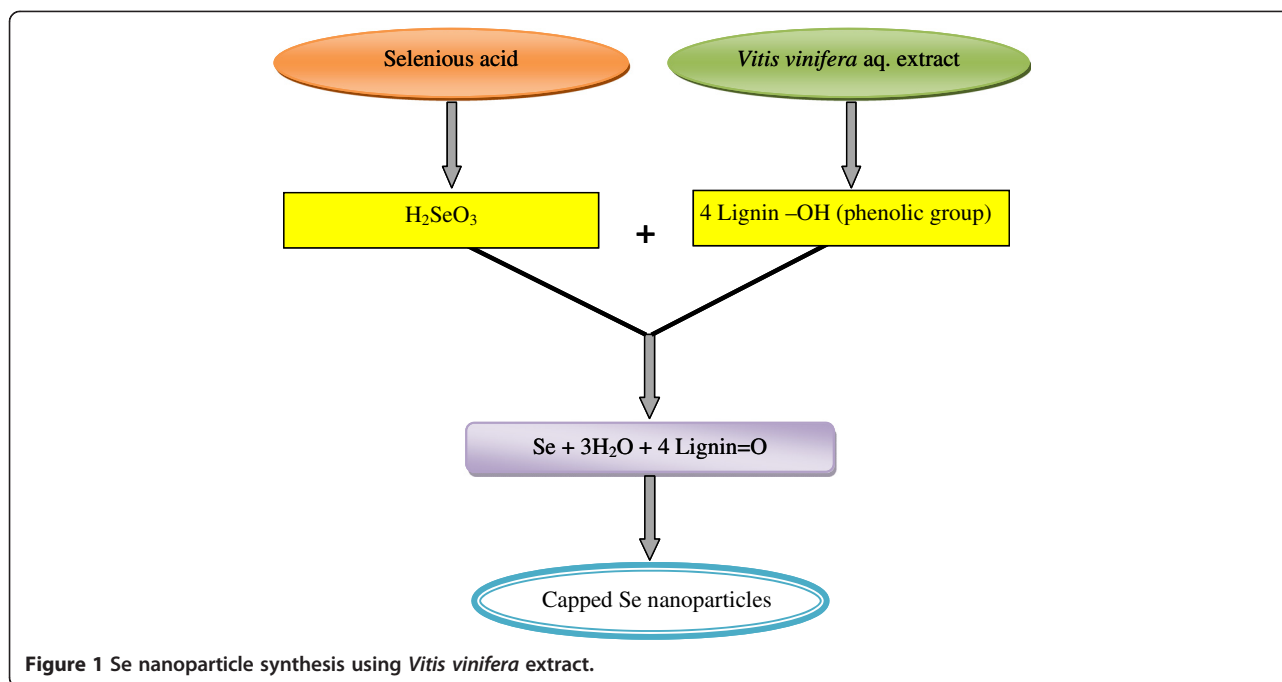 Selenious acid
Vitis vinifera aq. extract
H₂SeO₃
+
4 Lignin –OH (phenolic group)
Se + 3H₂O + 4 Lignin=O
Capped Se nanoparticles
Figure 1 Se nanoparticle synthesis using Vitis vinifera extract.